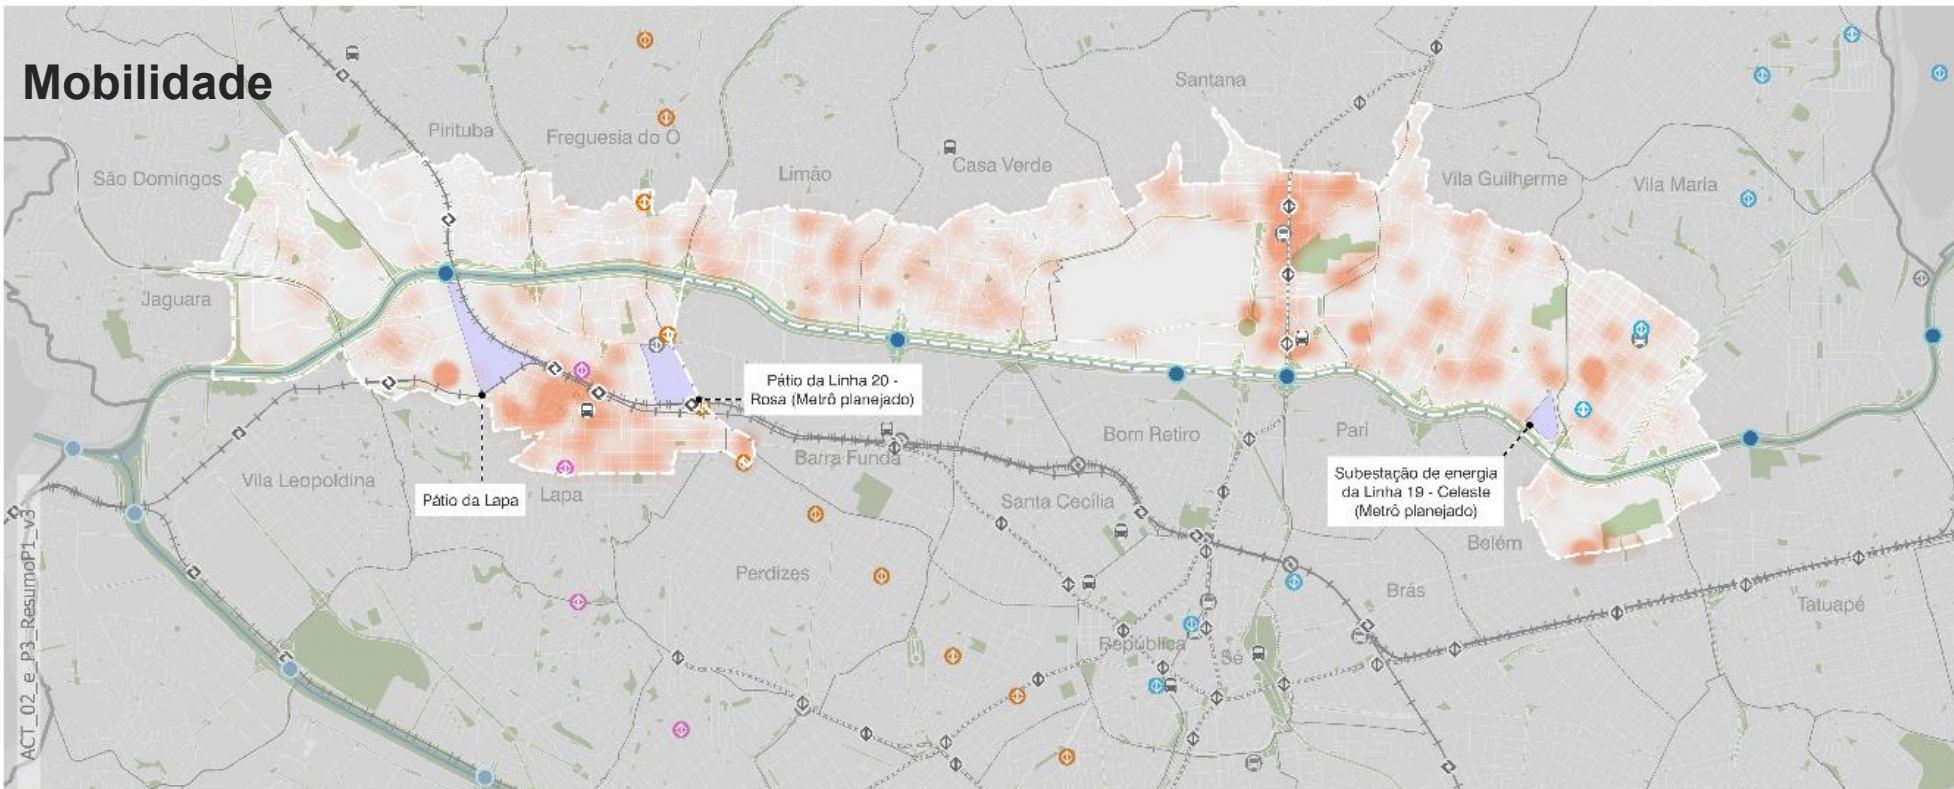 Mobilidade
Santana
Pirituba
Freguesia do Ó
Limão
Casa Verde
São Domingos
Vila Guilherme
Vila Maria
Jaguara
Pátio da Linha 20 -
Rosa (Metrô planejado)
Bom Retiro
Pari
Barra Funda
Vila Leopoldina
Pátio da Lapa
Lapa
Santa Cecília
Subestação de energia
da Linha 19 - Celeste
(Metrô planejado)
Belém
Perdizes
Brás
Tatuapé
República
Sé
ACT_02_e_P3_ResumoP1_v3